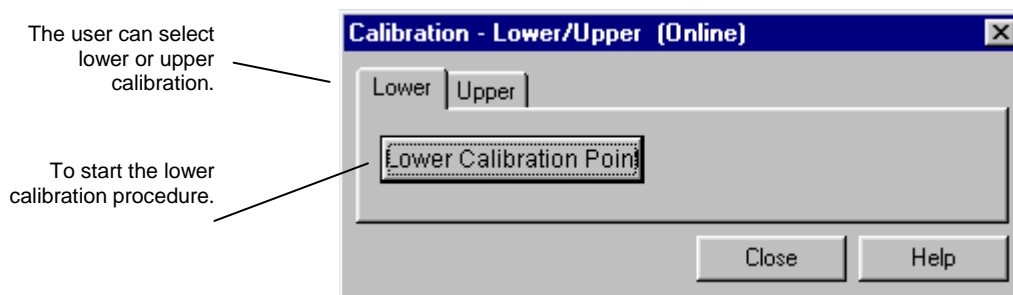 The user can select
lower or upper
calibration.
To start the lower
calibration procedure.
Calibration - Lower/Upper (Online)
Lower Upper
Lower Calibration Poin
Close Help